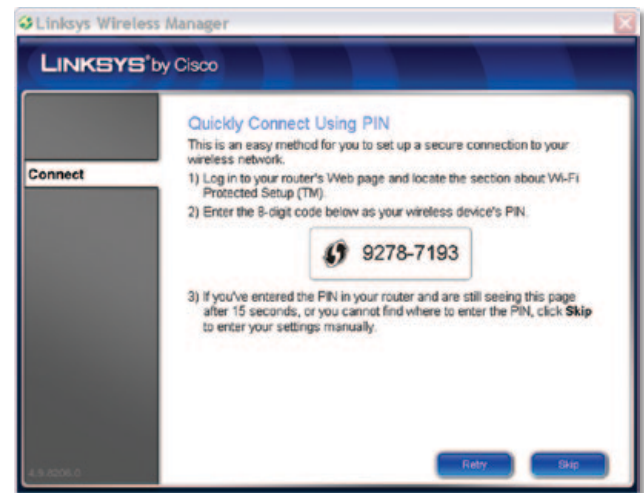 Linksys Wireless Manager
LINKSYS® by Cisco
Quickly Connect Using PIN
This is an easy method for you to set up a secure connection to your
wireless network.
Connect
1) Log in to your router's Web page and locate the section about Wi-Fi
Protected Setup (TM).
2) Enter the 8-digit code below as your wireless device's PIN.
9278-7193
3) If you've entered the PIN in your router and are still seeing this page
after 15 seconds, or you cannot find where to enter the PIN, click Skip
to enter your settings manually.
4.9.8206.0
Retry
Skip